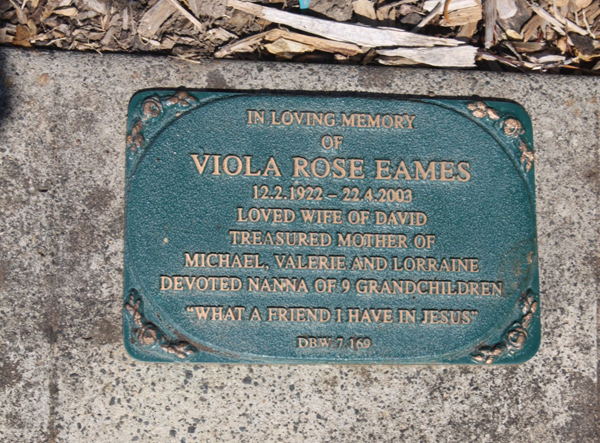 IN LOVING MEMORY
OF
VIOLA ROSE EAMES
12.2.1922 – 22.4.2003
LOVED WIFE OF DAVID
TREASURED MOTHER OF
MICHAEL, VALERIE AND LORRAINE
DEVOTED NANNA OF 9 GRANDCHILDREN
“WHAT A FRIEND I HAVE IN JESUS”
DBW 7 169